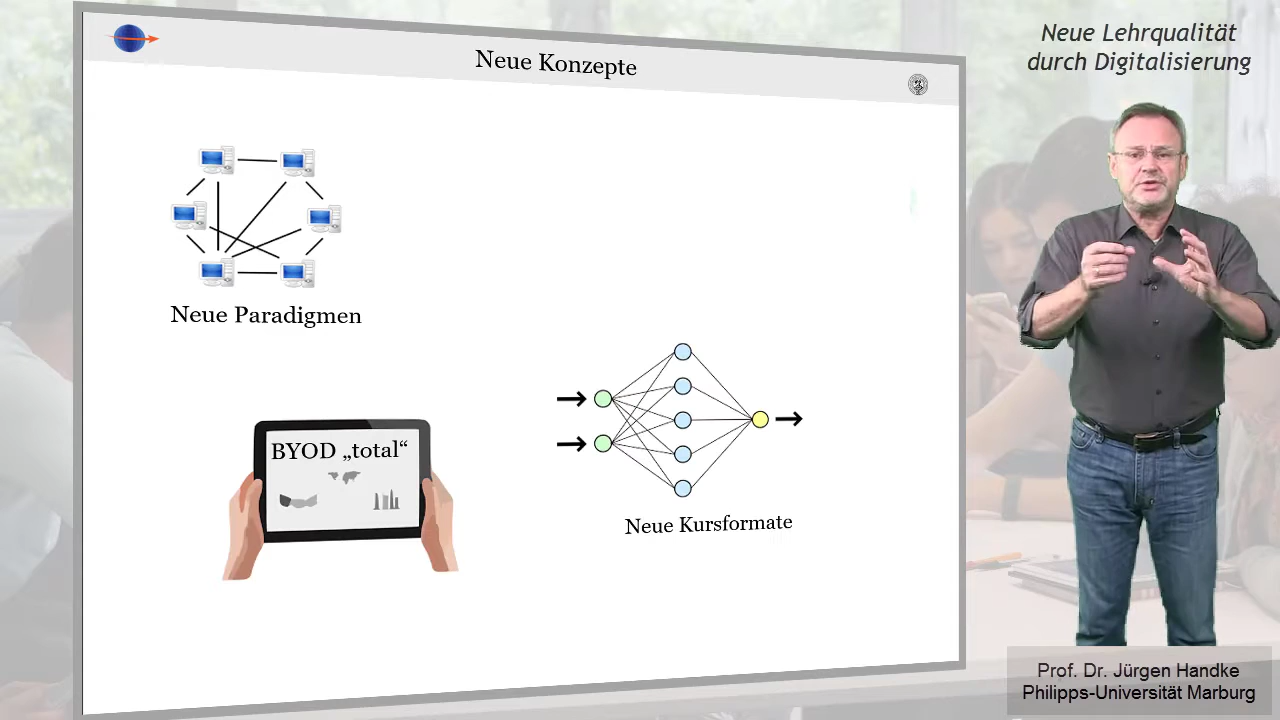 Neue Konzepte
Neue Paradigmen
BYOD „total“
Neue Kursformate
Neue Lehrqualität
durch Digitalisierung
Prof. Dr. Jürgen Handke
Philipps-Universität Marburg